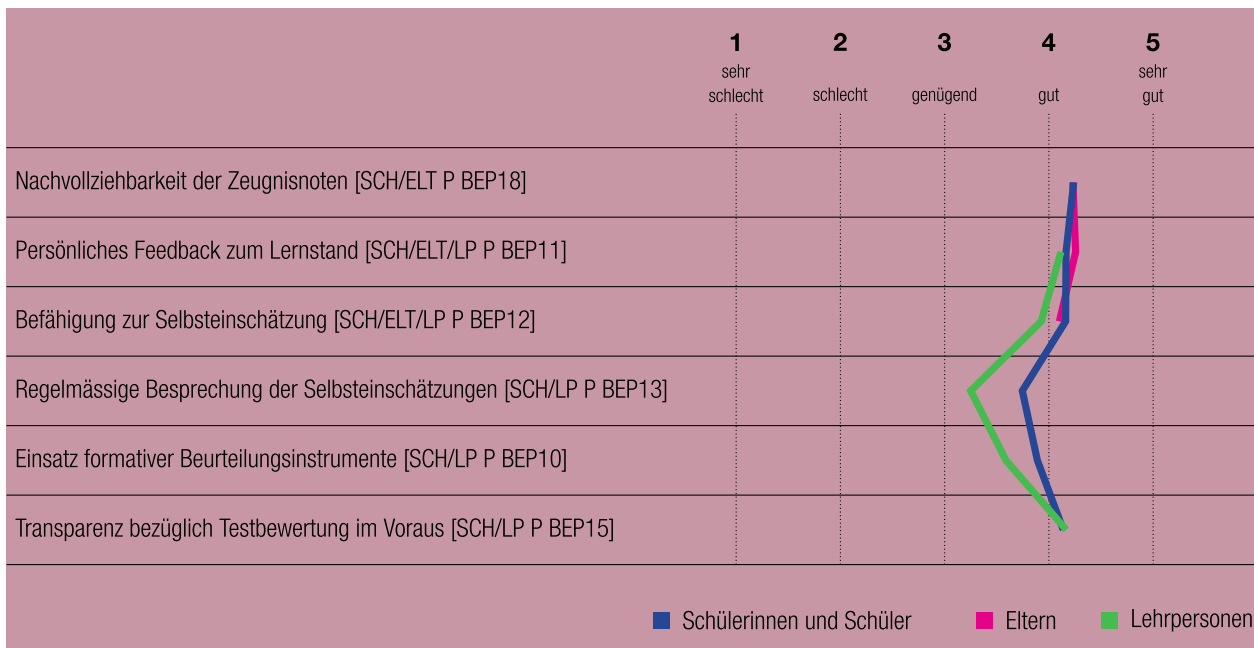 1 2 3 4 5
sehr sehr
schlecht schlecht genügend gut gut
Nachvollziehbarkeit der Zeugnisnoten [SCH/ELT P BEP18]
Persönliches Feedback zum Lernstand [SCH/ELT/LP P BEP11]
Befähigung zur Selbsteinschätzung [SCH/ELT/LP P BEP12]
Regelmässige Besprechung der Selbsteinschätzungen [SCH/LP P BEP13]
Einsatz formativer Beurteilungsinstrumente [SCH/LP P BEP10]
Transparenz bezüglich Testbewertung im Voraus [SCH/LP P BEP15]
Schülerinnen und Schüler Eltern Lehrpersonen